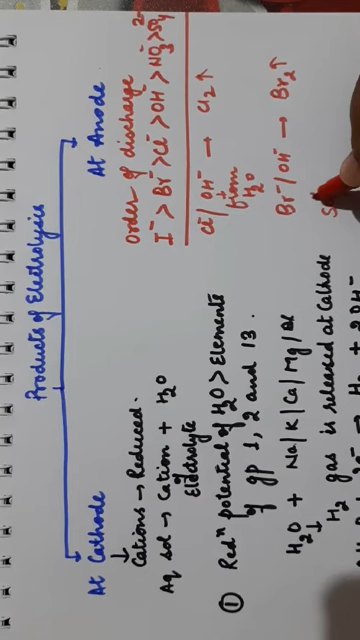 Products of Electrolysis
At Cathode
↓
Cations → Reduced.
Aq sol → Cation + H2O
of
Electrolyte
① Redⁿ potential of H2O > Elements
of gp 1, 2 and 13.
H2O + Na/K/Ca/Mg/Al
↓
H2 gas is released at Cathode
At Anode
Order of discharge
I⁻ > Br⁻ > Cl⁻ > OH⁻ > NO3⁻ > SO4²⁻
Cl⁻/OH⁻ → Cl2 ↑
↓
from
H2O
Br⁻/OH⁻ → Br2 ↑